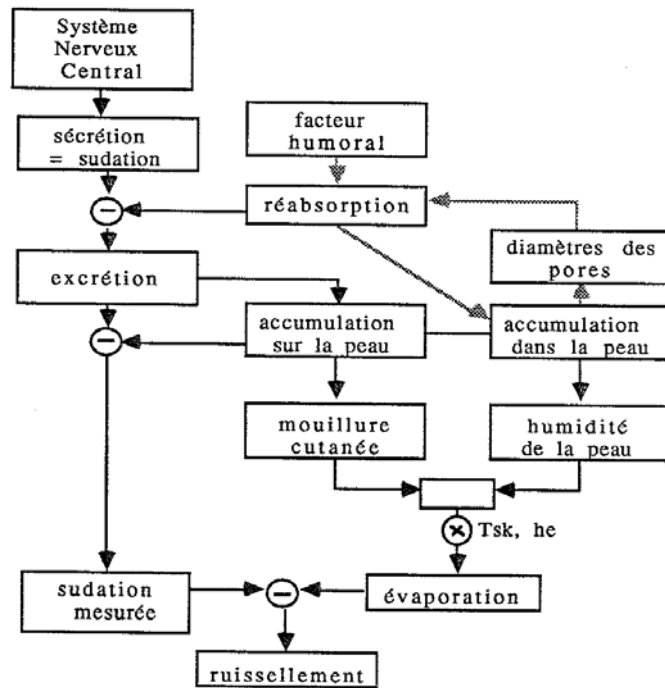 Système
Nerveux
Central
sécrétion
= sudation
facteur
humoral
réabsorption
diamètres des
pores
excrétion
accumulation
sur la peau
accumulation
dans la peau
mouillure
cutanée
humidité
de la peau
Tsk, he
sudation
mesurée
évaporation
ruissellement